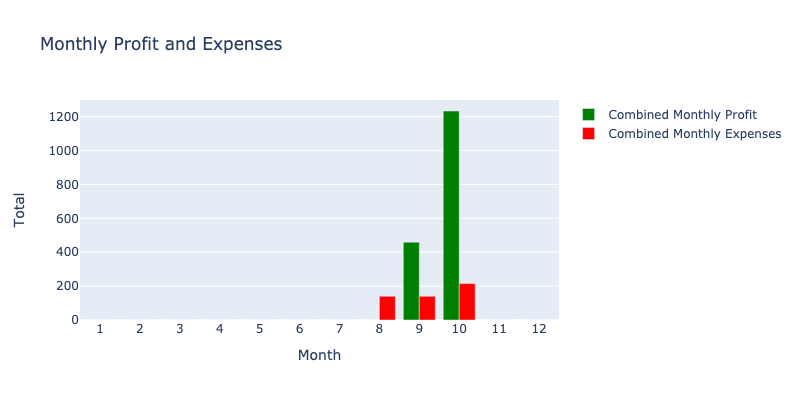 Monthly Profit and Expenses
Combined Monthly Profit
Combined Monthly Expenses
Total
1200
1000
800
600
400
200
0
1 2 3 4 5 6 7 8 9 10 11 12
Month